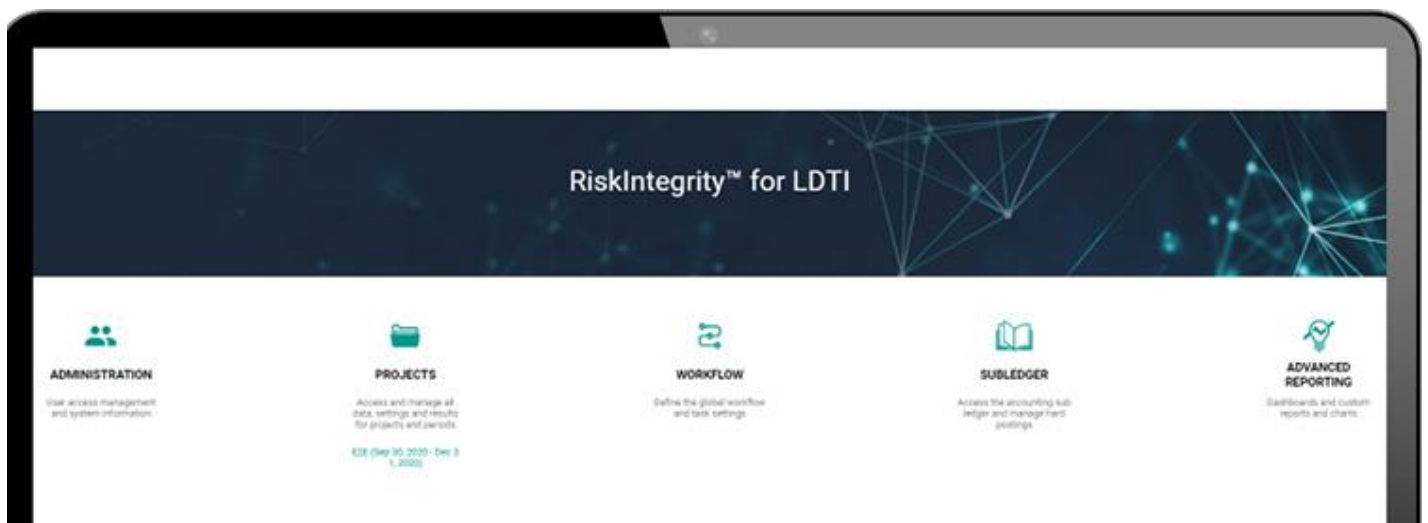 RiskIntegrity™ for LDTI
ADMINISTRATION
User access management
and system information
PROJECTS
Access and manage all
data, settings and results
for projects and periods
E2E (Sep 30, 2020 - Dec 3
1, 2020)
WORKFLOW
Define the global workflow
and task settings
SUBLEDGER
Access the accounting sub
ledger and manage hard
postings
ADVANCED
REPORTING
Dashboards and custom
reports and charts